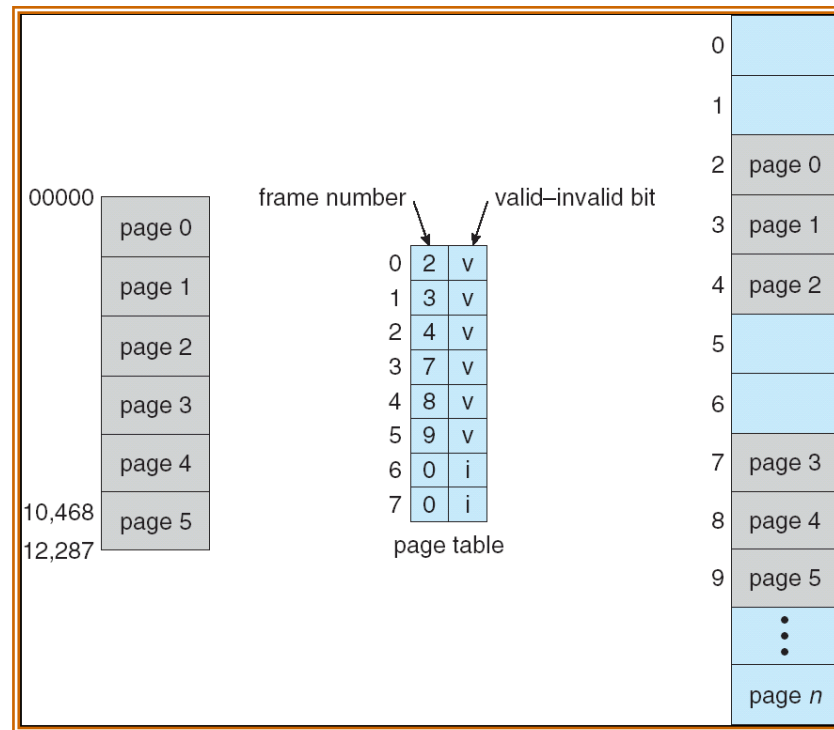 00000
page 0
page 1
page 2
page 3
page 4
10,468
page 5
12,287
frame number
valid–invalid bit
0 2 v
1 3 v
2 4 v
3 7 v
4 8 v
5 9 v
6 0 i
7 0 i
page table
0
1
2 page 0
3 page 1
4 page 2
5
6
7 page 3
8 page 4
9 page 5
page n